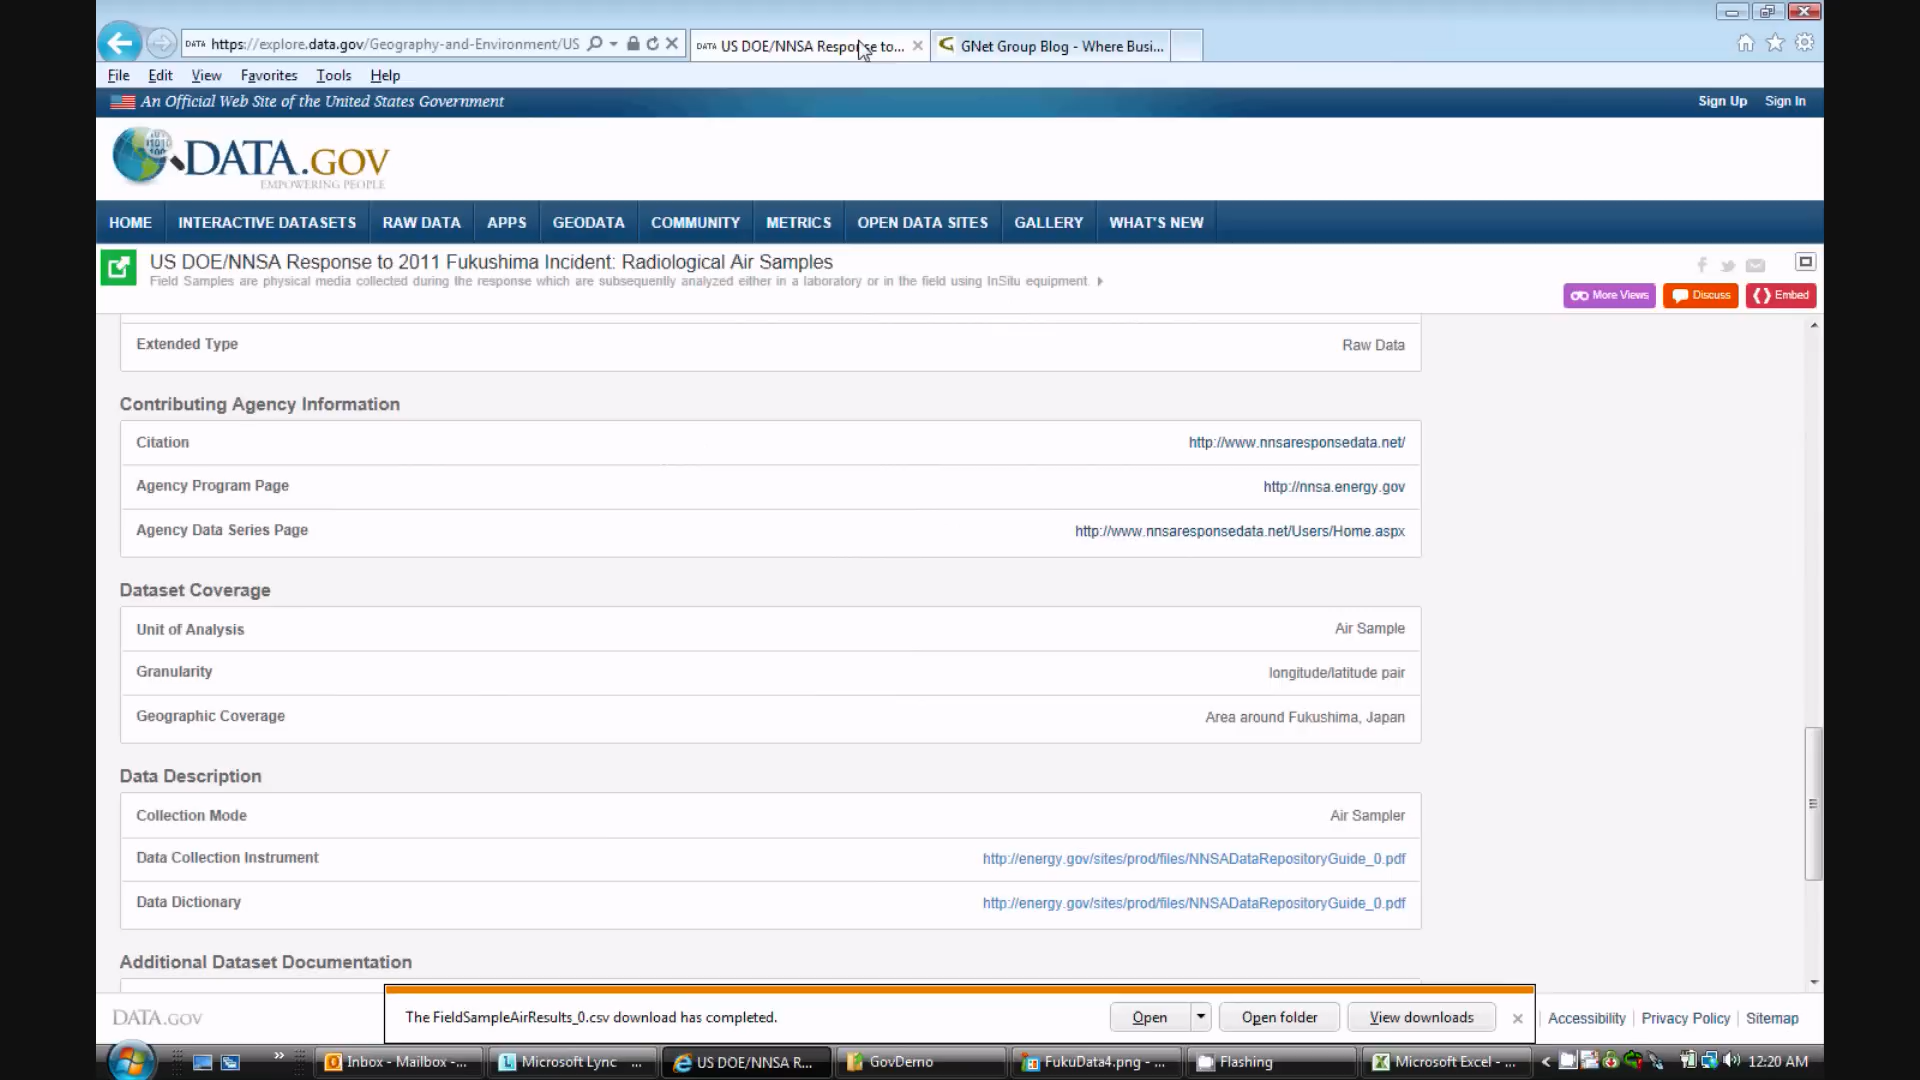 DATA https://explore.data.gov/Geography-and-Environment/US
DATA US DOE/NNSA Response to...
GNet Group Blog - Where Busi...
File Edit View Favorites Tools Help
An Official Web Site of the United States Government
Sign Up Sign In
DATA.GOV
EMPOWERING PEOPLE
HOME INTERACTIVE DATASETS RAW DATA APPS GEODATA COMMUNITY METRICS OPEN DATA SITES GALLERY WHAT'S NEW
US DOE/NNSA Response to 2011 Fukushima Incident: Radiological Air Samples
Field Samples are physical media collected during the response which are subsequently analyzed either in a laboratory or in the field using InSitu equipment.
More Views Discuss Embed
Extended Type Raw Data
Contributing Agency Information
Citation http://www.nnsaresponsedata.net/
Agency Program Page http://nnsa.energy.gov
Agency Data Series Page http://www.nnsaresponsedata.net/Users/Home.aspx
Dataset Coverage
Unit of Analysis Air Sample
Granularity longitude/latitude pair
Geographic Coverage Area around Fukushima, Japan
Data Description
Collection Mode Air Sampler
Data Collection Instrument http://energy.gov/sites/prod/files/NNSADataRepositoryGuide_0.pdf
Data Dictionary http://energy.gov/sites/prod/files/NNSADataRepositoryGuide_0.pdf
Additional Dataset Documentation
DATA.GOV
The FieldSampleAirResults_0.csv download has completed.
Open Open folder View downloads
Accessibility Privacy Policy Sitemap
Inbox - Mailbox -... Microsoft Lync ... US DOE/NNSA R... GovDemo FukuData4.png - ... Flashing Microsoft Excel - ... 12:20 AM